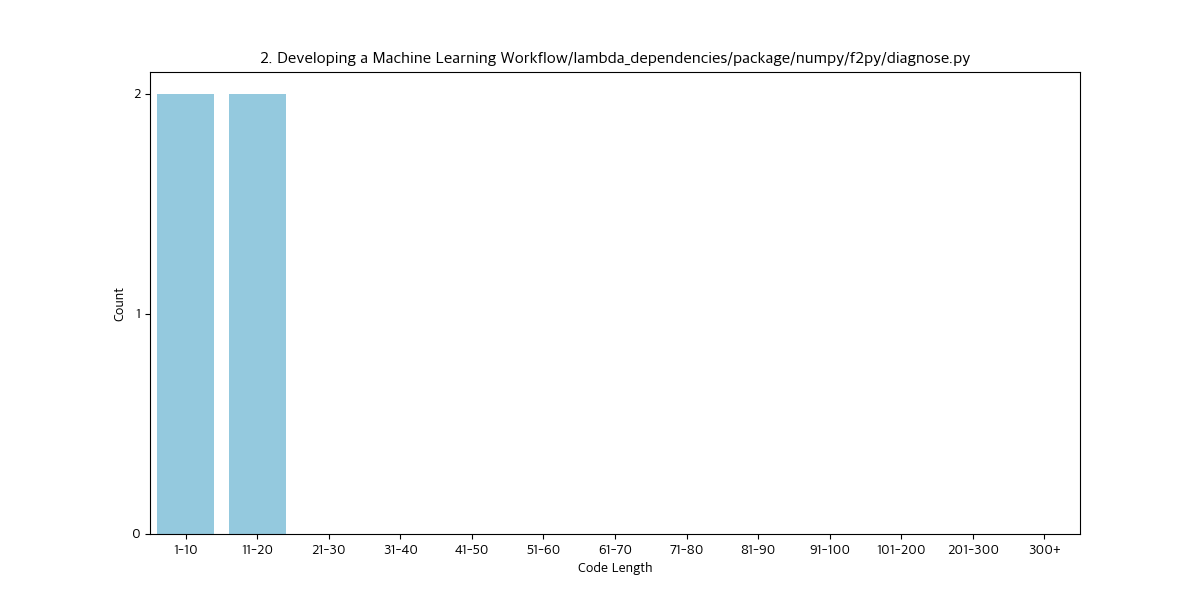 2. Developing a Machine Learning Workflow/lambda_dependencies/package/numpy/f2py/diagnose.py
2
1
0
Count
1-10 11-20 21-30 31-40 41-50 51-60 61-70 71-80 81-90 91-100 101-200 201-300 300+
Code Length